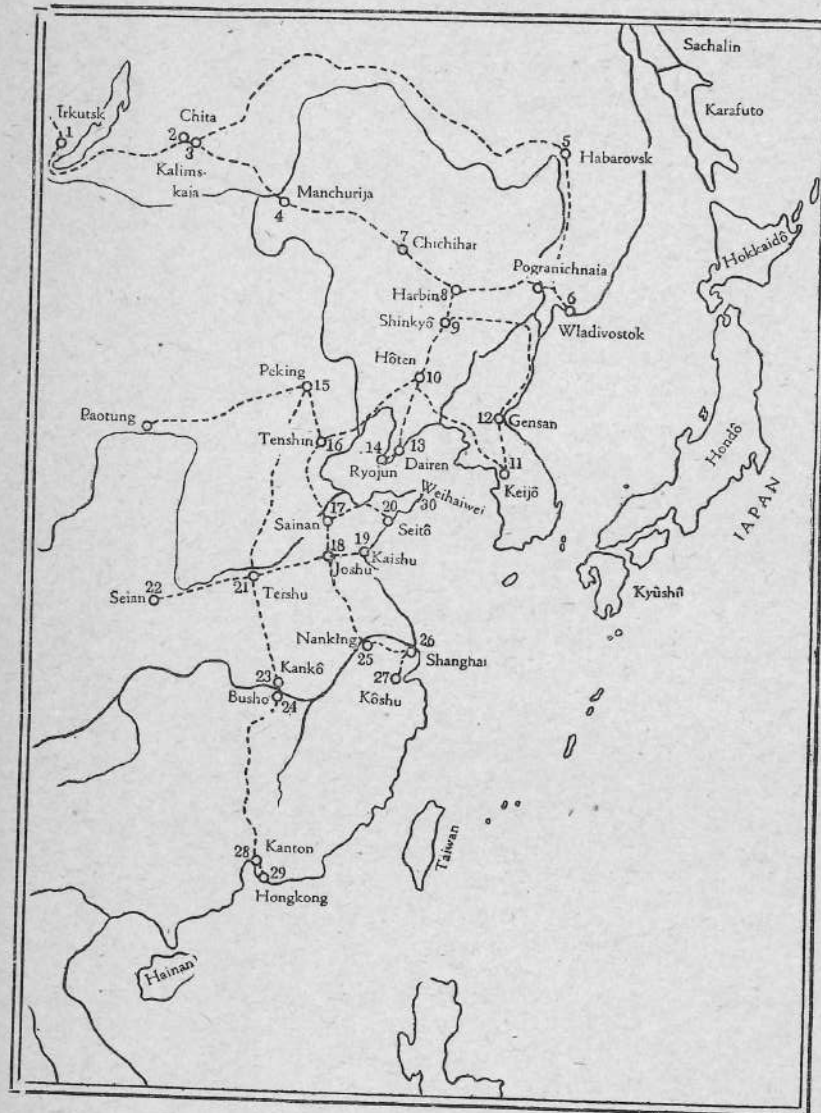 Sachalin
Karafuto
Irkutsk
1
Chita
2
3
Kalims-
kaia
5
Habarovsk
Manchurija
4
7
Chichihar
Hokkaidô
Pogranichnaia
Harbin 8
6
Wladivostok
Shinkyô
9
Hôten
10
Peking
15
Paotung
12
Gensan
Tenshin
16
14
13
Ryojun
Dairen
11
Keijô
Hondô
JAPAN
Weihaiwei
30
17
20
Sainan
Seitô
18
19
Joshu
Kaishu
Kyûshû
22
Seian
21
Teishu
Nanking
25
26
Shanghai
27
Kôshu
23
Kankô
Busho
24
Taiwan
28
Kanton
29
Hongkong
Hainan